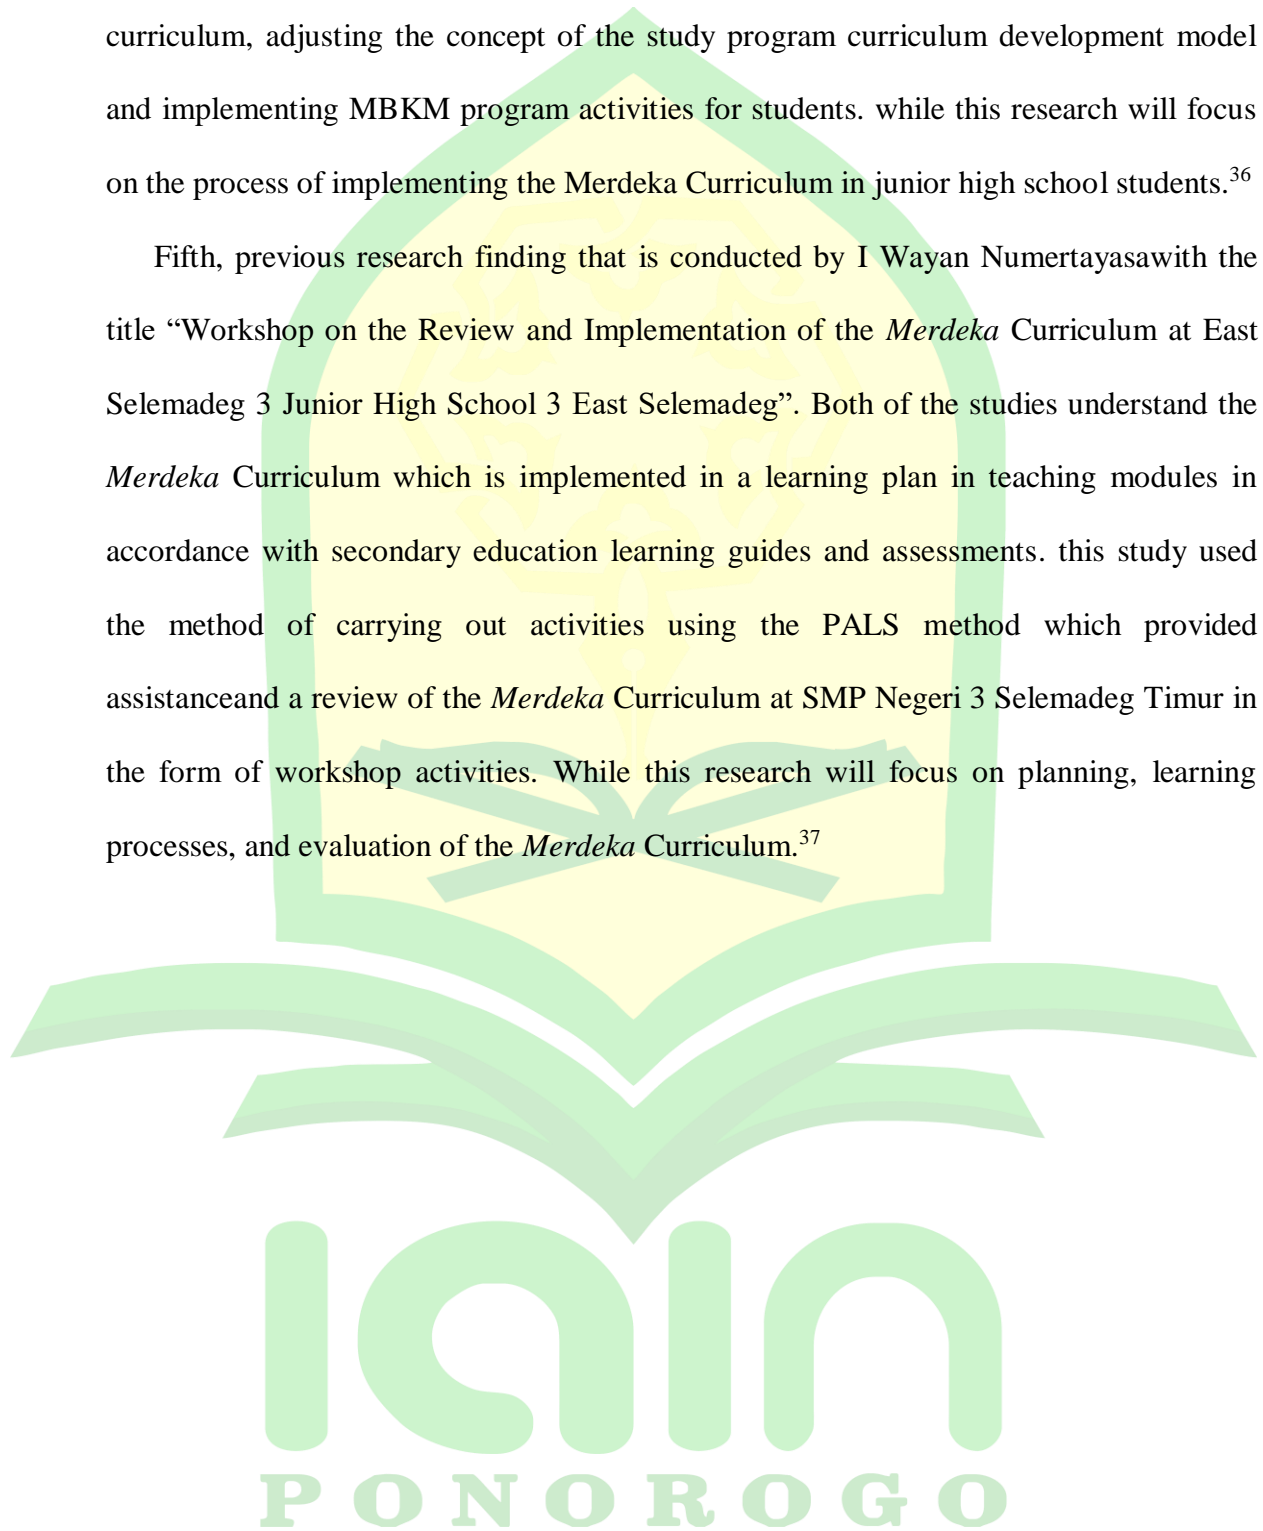 curriculum, adjusting the concept of the study program curriculum development model
and implementing MBKM program activities for students. while this research will focus
on the process of implementing the Merdeka Curriculum in junior high school students.36
Fifth, previous research finding that is conducted by I Wayan Numertayasawith the
title “Workshop on the Review and Implementation of the Merdeka Curriculum at East
Selemadeg 3 Junior High School 3 East Selemadeg”. Both of the studies understand the
Merdeka Curriculum which is implemented in a learning plan in teaching modules in
accordance with secondary education learning guides and assessments. this study used
the method of carrying out activities using the PALS method which provided
assistanceand a review of the Merdeka Curriculum at SMP Negeri 3 Selemadeg Timur in
the form of workshop activities. While this research will focus on planning, learning
processes, and evaluation of the Merdeka Curriculum.37
iain
PONOROGO